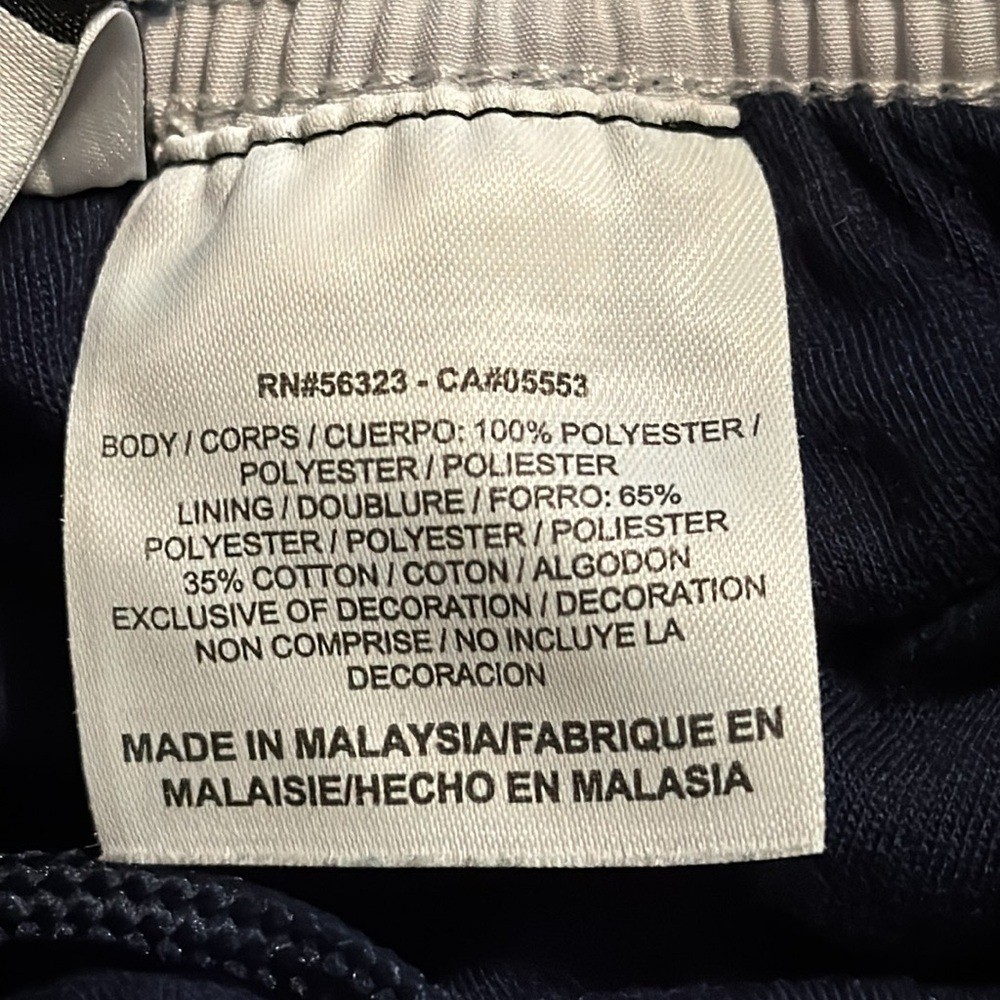 RN#56323 - CA#05553
BODY / CORPS / CUERPO: 100% POLYESTER /
POLYESTER / POLIESTER
LINING / DOUBLURE / FORRO: 65%
POLYESTER / POLYESTER / POLIESTER
35% COTTON / COTON / ALGODON
EXCLUSIVE OF DECORATION / DECORATION
NON COMPRISE / NO INCLUYE LA
DECORACION
MADE IN MALAYSIA/FABRIQUE EN
MALAISIE/HECHO EN MALASIA